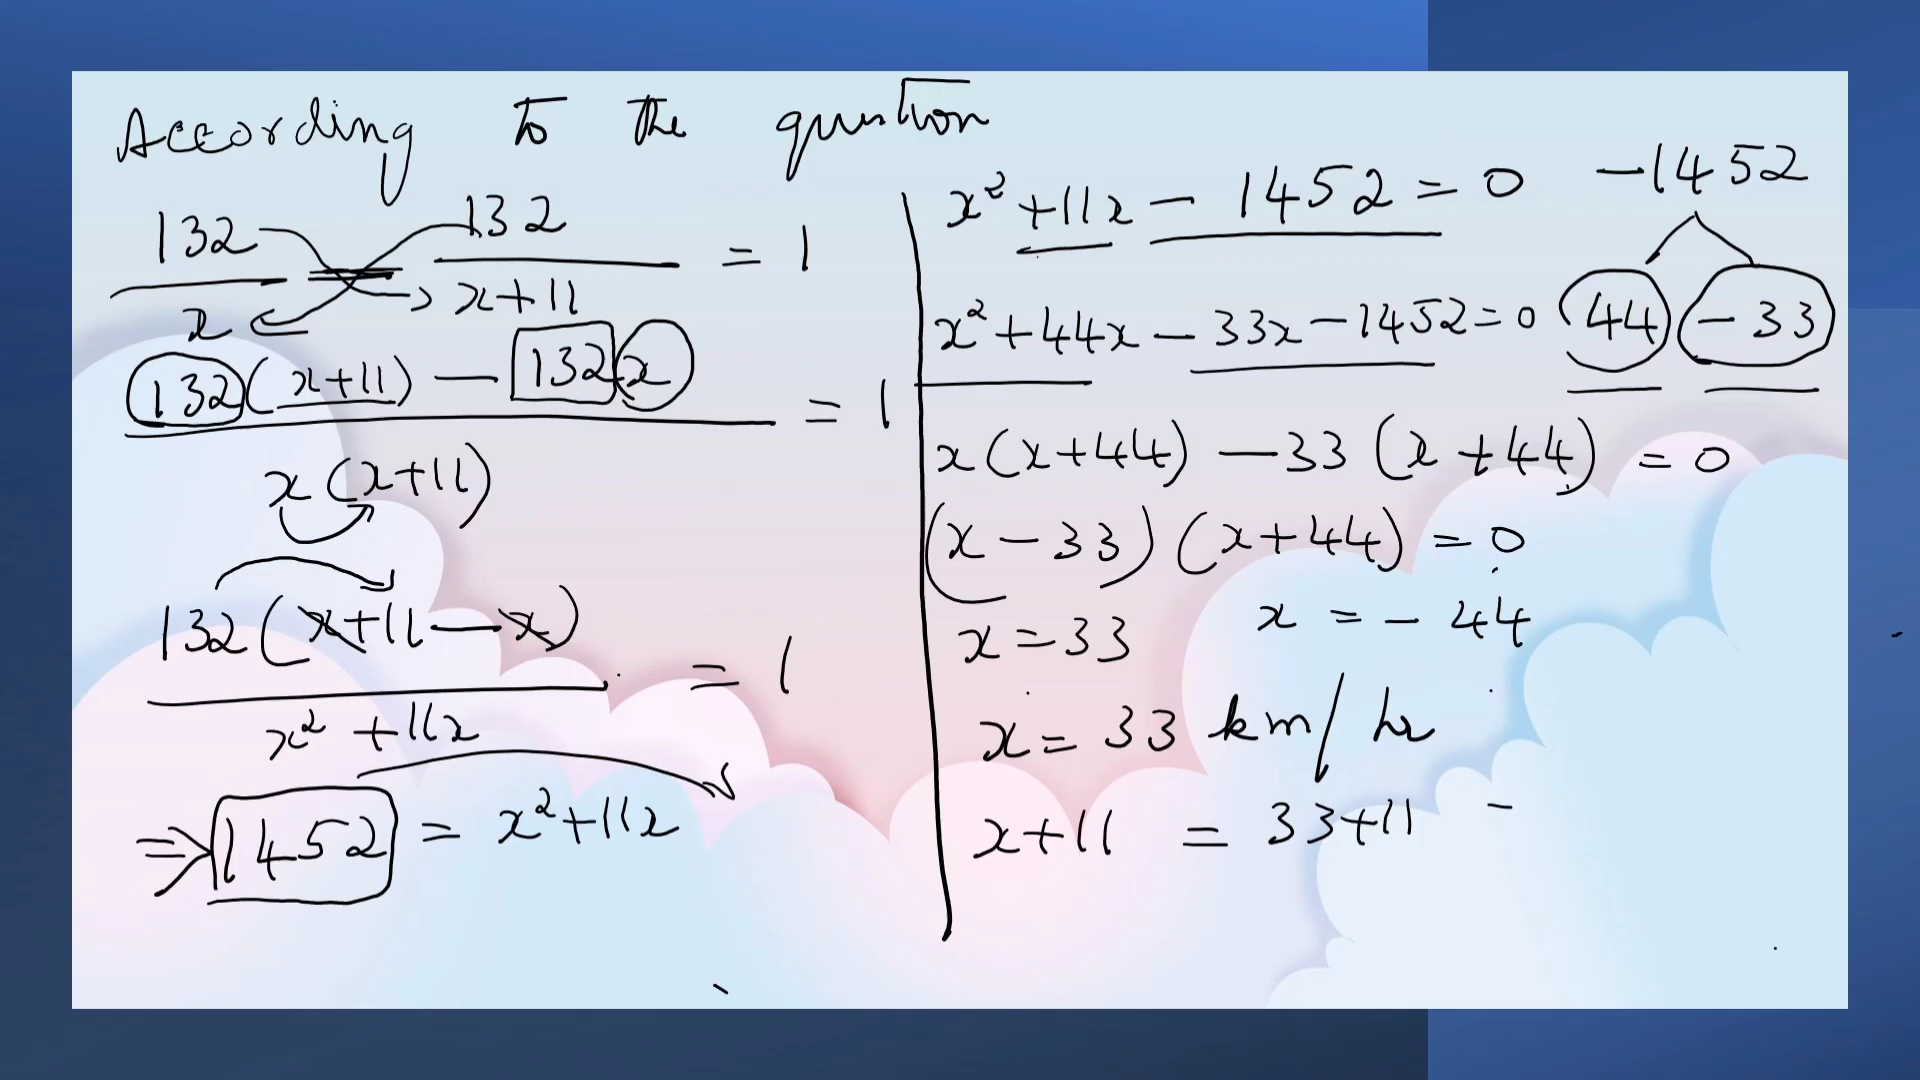 According to the question
132/x - 132/x+11 = 1
132(x+11) - 132x / x(x+11) = 1
132(x+11-x) / x²+11x = 1
⇒ 1452 = x²+11x
x²+11x - 1452 = 0
-1452
x²+44x - 33x - 1452 = 0
44 -33
x(x+44) - 33(x+44) = 0
(x-33)(x+44) = 0
x = 33 x = -44
x = 33 km/hr
x+11 = 33+11 -